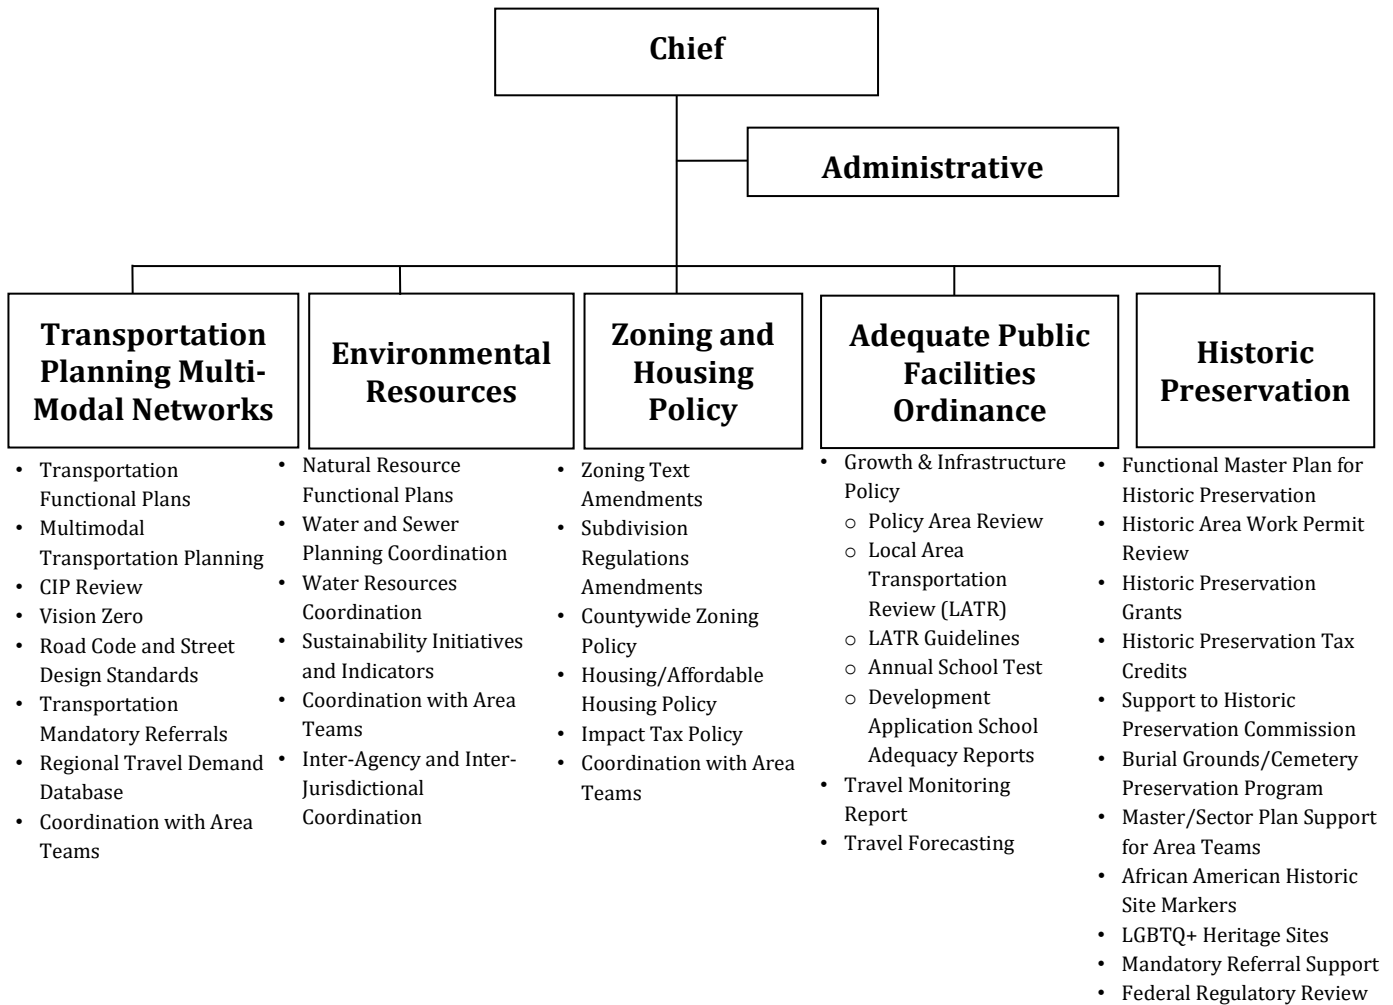 Chief
Administrative
Transportation
Planning Multi-
Modal Networks
• Transportation
Functional Plans
• Multimodal
Transportation Planning
• CIP Review
• Vision Zero
• Road Code and Street
Design Standards
• Transportation
Mandatory Referrals
• Regional Travel Demand
Database
• Coordination with Area
Teams
Environmental
Resources
• Natural Resource
Functional Plans
• Water and Sewer
Planning Coordination
• Water Resources
Coordination
• Sustainability Initiatives
and Indicators
• Coordination with Area
Teams
• Inter-Agency and Inter-
Jurisdictional
Coordination
Zoning and
Housing
Policy
• Zoning Text
Amendments
• Subdivision
Regulations
Amendments
• Countywide Zoning
Policy
• Housing/Affordable
Housing Policy
• Impact Tax Policy
• Coordination with Area
Teams
Adequate Public
Facilities
Ordinance
• Growth & Infrastructure
Policy
o Policy Area Review
o Local Area
Transportation
Review (LATR)
o LATR Guidelines
o Annual School Test
o Development
Application School
Adequacy Reports
• Travel Monitoring
Report
• Travel Forecasting
Historic
Preservation
• Functional Master Plan for
Historic Preservation
• Historic Area Work Permit
Review
• Historic Preservation
Grants
• Historic Preservation Tax
Credits
• Support to Historic
Preservation Commission
• Burial Grounds/Cemetery
Preservation Program
• Master/Sector Plan Support
for Area Teams
• African American Historic
Site Markers
• LGBTQ+ Heritage Sites
• Mandatory Referral Support
• Federal Regulatory Review